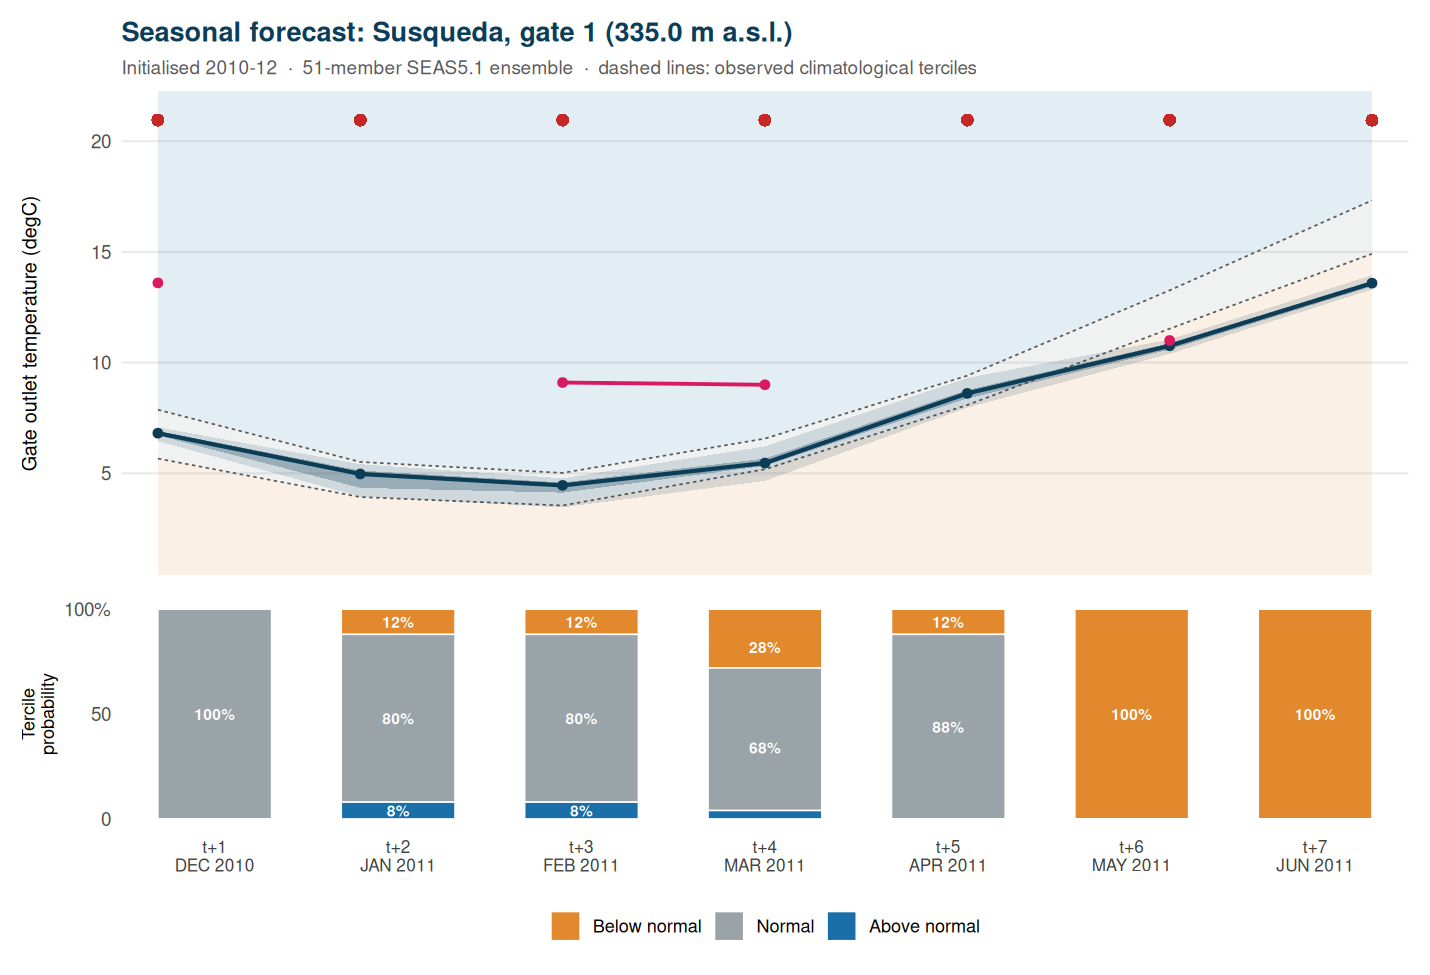 Seasonal forecast: Susqueda, gate 1 (335.0 m a.s.l.)
Initialised 2010-12 · 51-member SEAS5.1 ensemble · dashed lines: observed climatological terciles
Gate outlet temperature (degC)
20
15
10
5
Tercile
probability
100%
50
0
100%
12%
80%
8%
12%
80%
8%
28%
68%
12%
88%
100%
100%
t+1
DEC 2010
t+2
JAN 2011
t+3
FEB 2011
t+4
MAR 2011
t+5
APR 2011
t+6
MAY 2011
t+7
JUN 2011
Below normal
Normal
Above normal